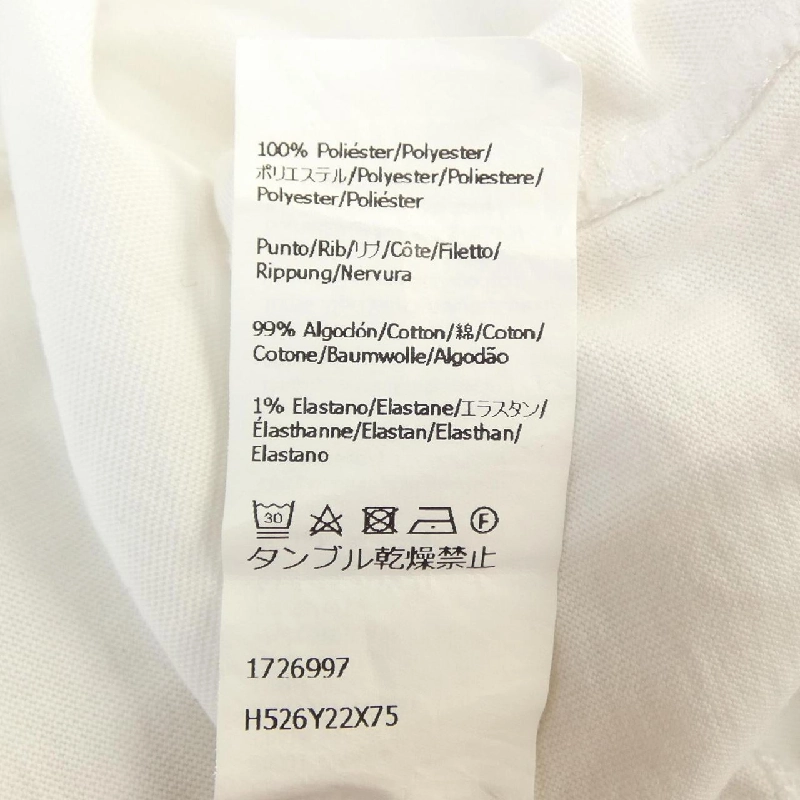 100% Poliéster/Polyester/
ポリエステル/Polyester/Poliestere/
Polyester/Poliéster
Punto/Rib/リブ/Côte/Filetto/
Rippung/Nervura
99% Algodón/Cotton/綿/Coton/
Cotone/Baumwolle/Algodão
1% Elastano/Elastane/エラスタン/
Élasthanne/Elastan/Elasthan/
Elastano
30 F
タンブル乾燥禁止
1726997
H526Y22X75